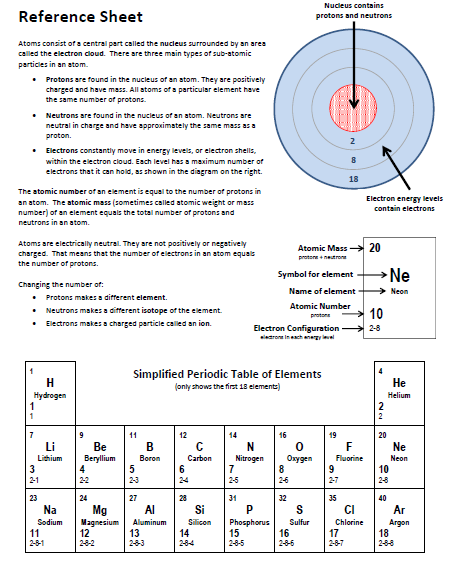 Reference Sheet
Atoms consist of a central part called the nucleus surrounded by an area
called the electron cloud. There are three main types of sub-atomic
particles in an atom.
• Protons are found in the nucleus of an atom. They are positively
charged and have mass. All atoms of a particular element have
the same number of protons.
• Neutrons are found in the nucleus of an atom. Neutrons are
neutral in charge and have approximately the same mass as a
proton.
• Electrons constantly move in energy levels, or electron shells,
within the electron cloud. Each level has a maximum number of
electrons that it can hold, as shown in the diagram on the right.
Nucleus contains
protons and neutrons
2
8
18
Electron energy levels
contain electrons
The atomic number of an element is equal to the number of protons in
an atom. The atomic mass (sometimes called atomic weight or mass
number) of an element equals the total number of protons and
neutrons in an atom.
Atoms are electrically neutral. They are not positively or negatively
charged. That means that the number of electrons in an atom equals
the number of protons.
Changing the number of:
• Protons makes a different element.
• Neutrons makes a different isotope of the element.
• Electrons makes a charged particle called an ion.
Atomic Mass 20
protons + neutrons
Symbol for element Ne
Name of element Neon
Atomic Number 10
protons
Electron Configuration 2-8
electrons in each energy level
Simplified Periodic Table of Elements
(only shows the first 18 elements)
1 4
H He
Hydrogen Helium
1 2
1 2
7 9 11 12 14 16 19 20
Li Be B C N O F Ne
Lithium Beryllium Boron Carbon Nitrogen Oxygen Fluorine Neon
3 4 5 6 7 8 9 10
2-1 2-2 2-3 2-4 2-5 2-6 2-7 2-8
23 24 27 28 31 32 35 40
Na Mg Al Si P S Cl Ar
Sodium Magnesium Aluminum Silicon Phosphorus Sulfur Chlorine Argon
11 12 13 14 15 16 17 18
2-8-1 2-8-2 2-8-3 2-8-4 2-8-5 2-8-6 2-8-7 2-8-8